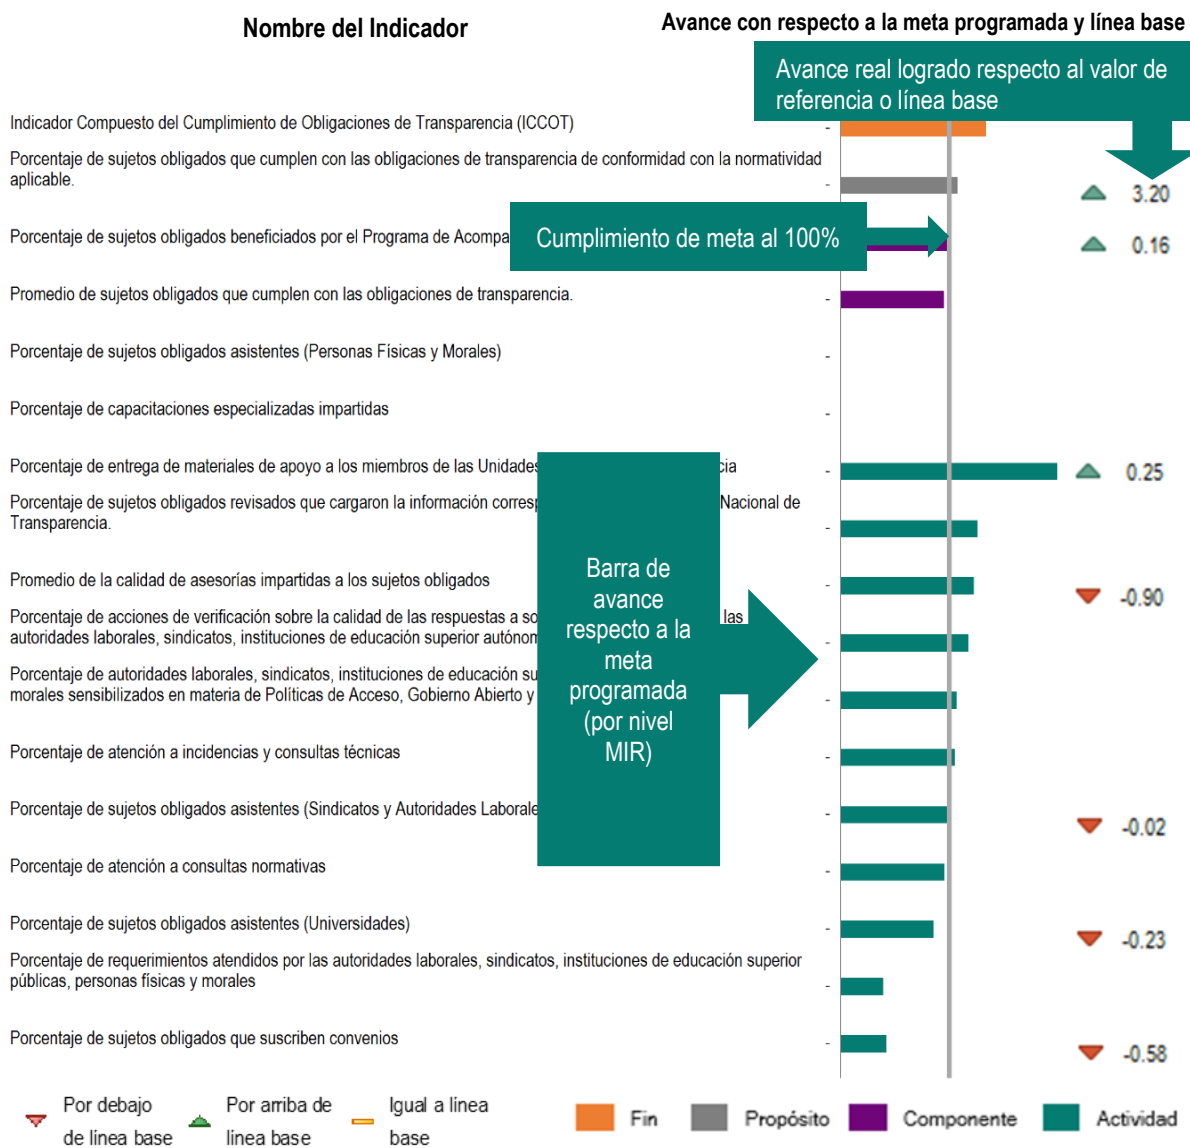 Nombre del Indicador
Avance con respecto a la meta programada y línea base
Avance real logrado respecto al valor de
referencia o línea base
Indicador Compuesto del Cumplimiento de Obligaciones de Transparencia (ICCOT)
Porcentaje de sujetos obligados que cumplen con las obligaciones de transparencia de conformidad con la normatividad
aplicable.
3.20
Porcentaje de sujetos obligados beneficiados por el Programa de Acompa
Cumplimiento de meta al 100%
0.16
Promedio de sujetos obligados que cumplen con las obligaciones de transparencia.
Porcentaje de sujetos obligados asistentes (Personas Físicas y Morales)
Porcentaje de capacitaciones especializadas impartidas
Porcentaje de entrega de materiales de apoyo a los miembros de las Unidades cia
0.25
Porcentaje de sujetos obligados revisados que cargaron la información corresp Nacional de
Transparencia.
Promedio de la calidad de asesorías impartidas a los sujetos obligados
-0.90
Porcentaje de acciones de verificación sobre la calidad de las respuestas a so las
autoridades laborales, sindicatos, instituciones de educación superior autónom
Porcentaje de autoridades laborales, sindicatos, instituciones de educación su
morales sensibilizados en materia de Políticas de Acceso, Gobierno Abierto y
Barra de
avance
respecto a la
meta
programada
(por nivel
MIR)
Porcentaje de atención a incidencias y consultas técnicas
Porcentaje de sujetos obligados asistentes (Sindicatos y Autoridades Laborale
-0.02
Porcentaje de atención a consultas normativas
Porcentaje de sujetos obligados asistentes (Universidades)
-0.23
Porcentaje de requerimientos atendidos por las autoridades laborales, sindicatos, instituciones de educación superior
públicas, personas físicas y morales
Porcentaje de sujetos obligados que suscriben convenios
-0.58
Por debajo
de linea base
Por arriba de
linea base
Igual a linea
base
Fin
Propósito
Componente
Actividad